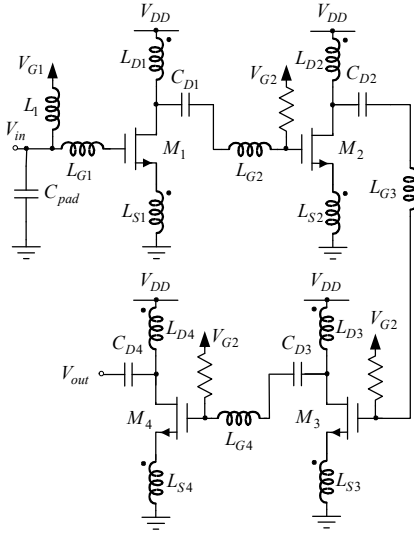 V_DD V_DD
V_G1 L_D1 L_D2
C_D1 V_G2 C_D2
L_1
V_in M_1 M_2
L_G1 L_G2 L_G3
C_pad L_S1 L_S2
V_DD V_DD
L_D4 V_G2 L_D3 V_G2
C_D4 C_D3
V_out
M_4 M_3
L_G4
L_S4 L_S3